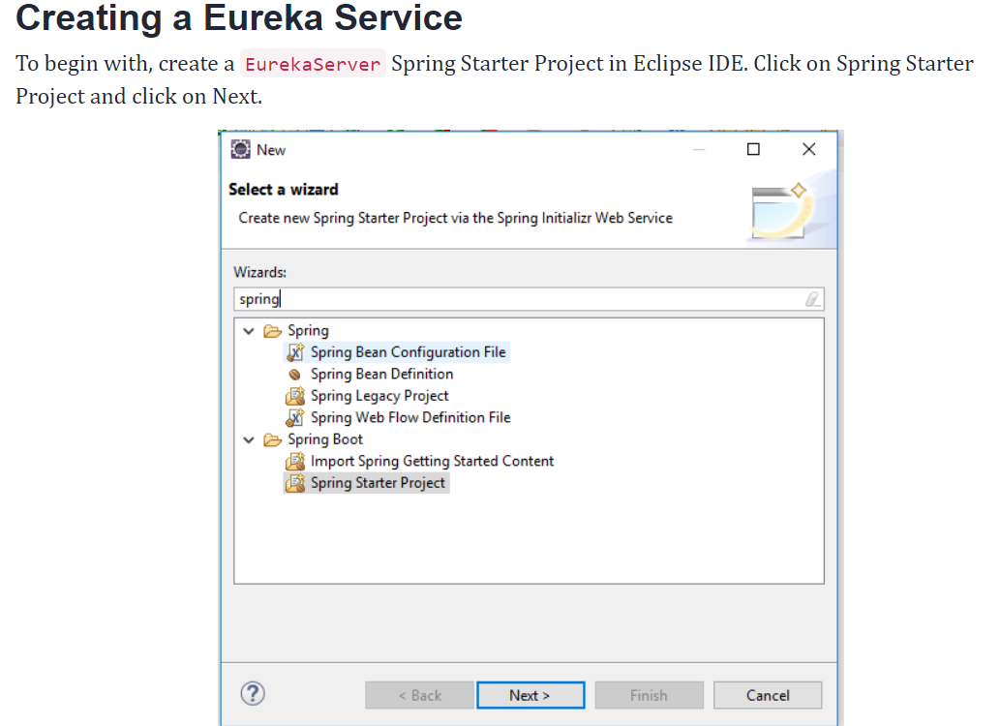 Creating a Eureka Service
To begin with, create a EurekaServer Spring Starter Project in Eclipse IDE. Click on Spring Starter
Project and click on Next.
New
Select a wizard
Create new Spring Starter Project via the Spring Initializr Web Service
Wizards:
spring
Spring
Spring Bean Configuration File
Spring Bean Definition
Spring Legacy Project
Spring Web Flow Definition File
Spring Boot
Import Spring Getting Started Content
Spring Starter Project
? < Back Next > Finish Cancel